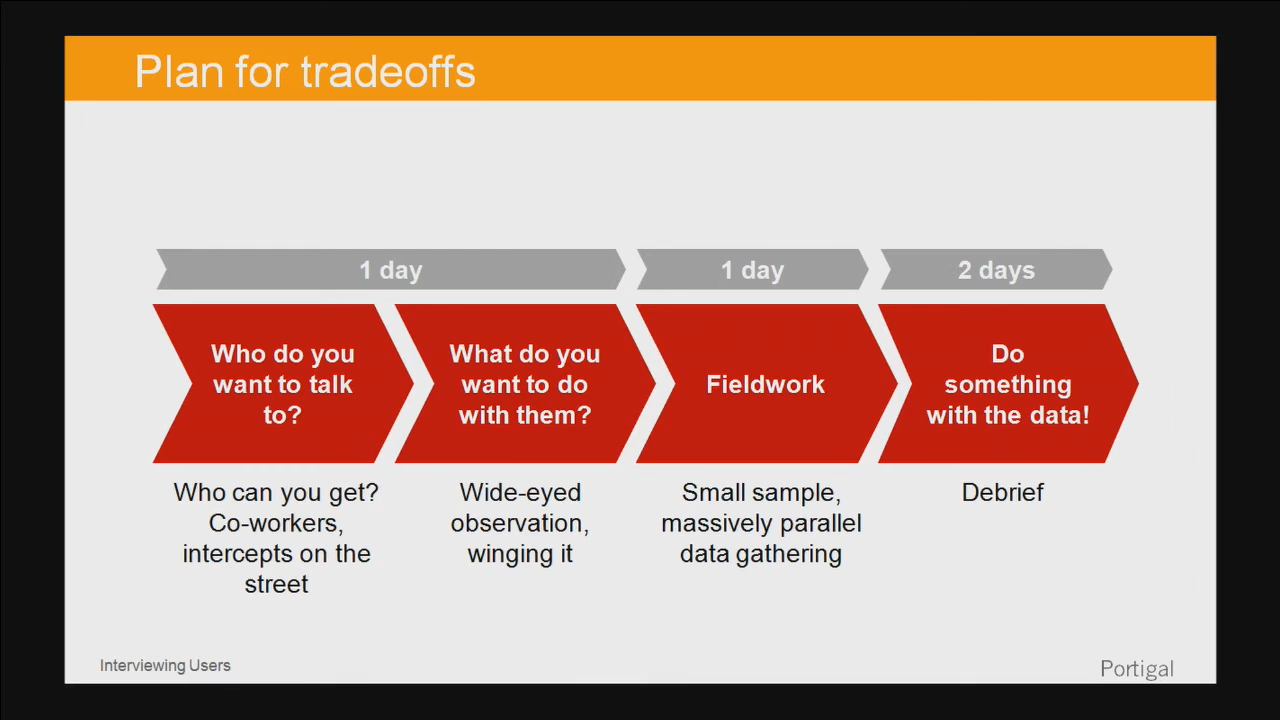 Plan for tradeoffs
1 day
1 day
2 days
Who do you
want to talk
to?
What do you
want to do
with them?
Fieldwork
Do
something
with the data!
Who can you get?
Co-workers,
intercepts on the
street
Wide-eyed
observation,
winging it
Small sample,
massively parallel
data gathering
Debrief
Interviewing Users
Portigal